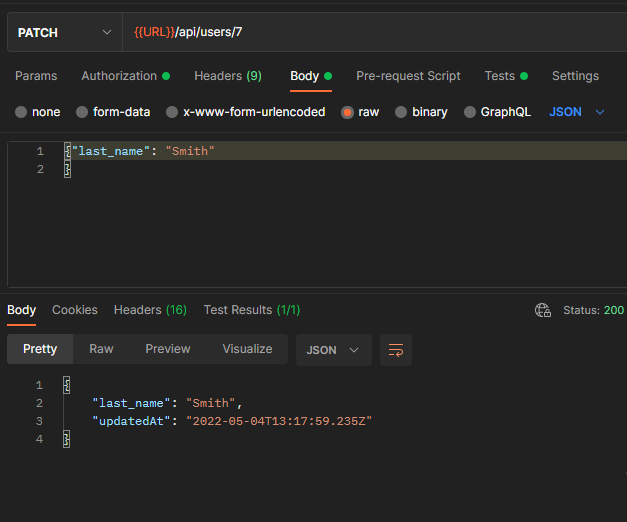 PATCH {{URL}}/api/users/7
Params Authorization Headers (9) Body Pre-request Script Tests Settings
none form-data x-www-form-urlencoded raw binary GraphQL JSON
1 {"last_name": "Smith"
2 }
Body Cookies Headers (16) Test Results (1/1) Status: 200
Pretty Raw Preview Visualize JSON
1 {
2 "last_name": "Smith",
3 "updatedAt": "2022-05-04T13:17:59.235Z"
4 }